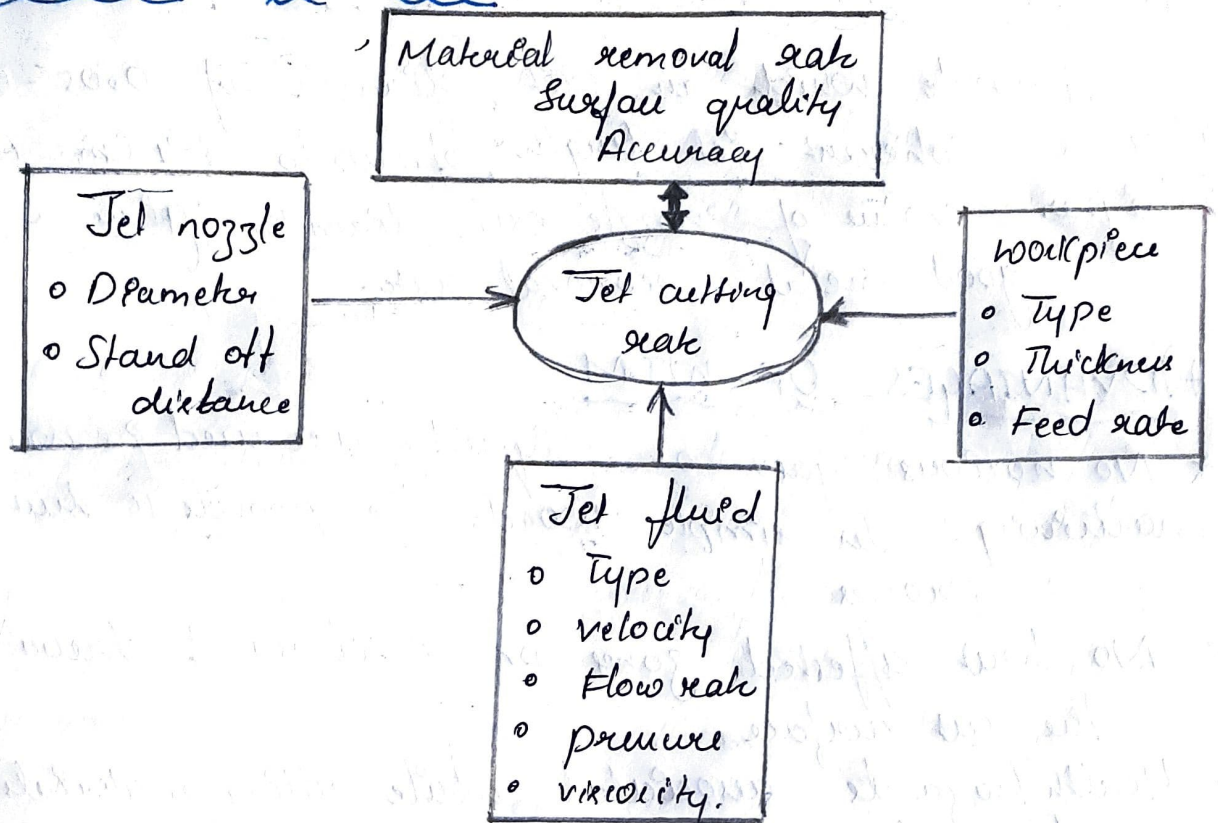 Material removal rate
Surface quality
Accuracy
Jet nozzle
o Diameter
o Stand off
distance
Jet cutting
rate
workpiece
o Type
o Thickness
o. Feed rate
Jet fluid
o Type
o velocity
o Flow rate
o pressure
o viscosity.